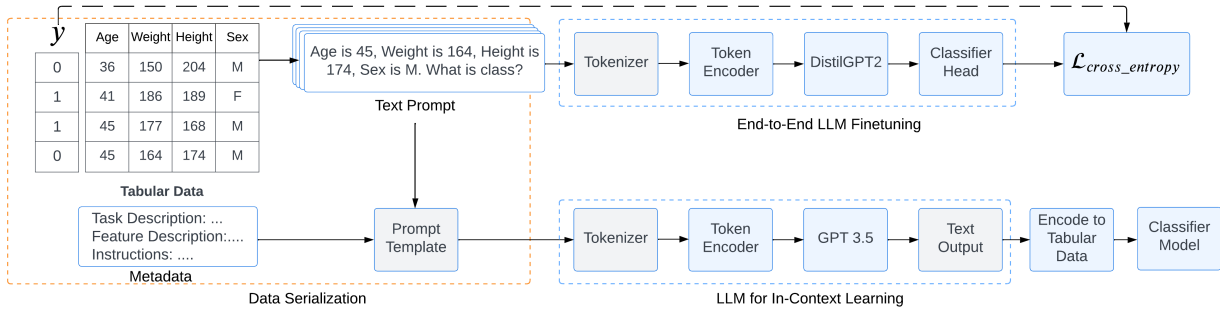 y
Age Weight Height Sex
0 36 150 204 M
1 41 186 189 F
1 45 177 168 M
0 45 164 174 M
Tabular Data
Age is 45, Weight is 164, Height is
174, Sex is M. What is class?
Text Prompt
Tokenizer
Token
Encoder
DistilGPT2
Classifier
Head
ℒcross_entropy
End-to-End LLM Finetuning
Task Description: ...
Feature Description:....
Instructions: ....
Metadata
Prompt
Template
Data Serialization
Tokenizer
Token
Encoder
GPT 3.5
Text
Output
LLM for In-Context Learning
Encode to
Tabular
Data
Classifier
Model